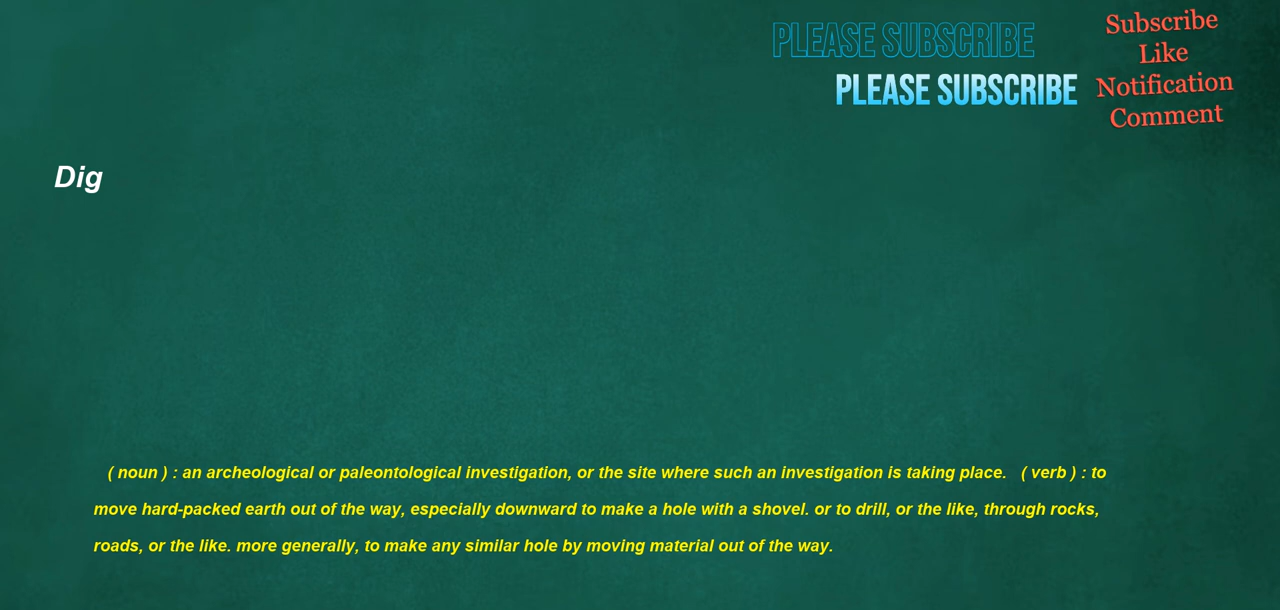 PLEASE SUBSCRIBE
PLEASE SUBSCRIBE
Subscribe
Like
Notification
Comment
Dig
( noun ) : an archeological or paleontological investigation, or the site where such an investigation is taking place.   ( verb ) : to
move hard-packed earth out of the way, especially downward to make a hole with a shovel. or to drill, or the like, through rocks,
roads, or the like. more generally, to make any similar hole by moving material out of the way.